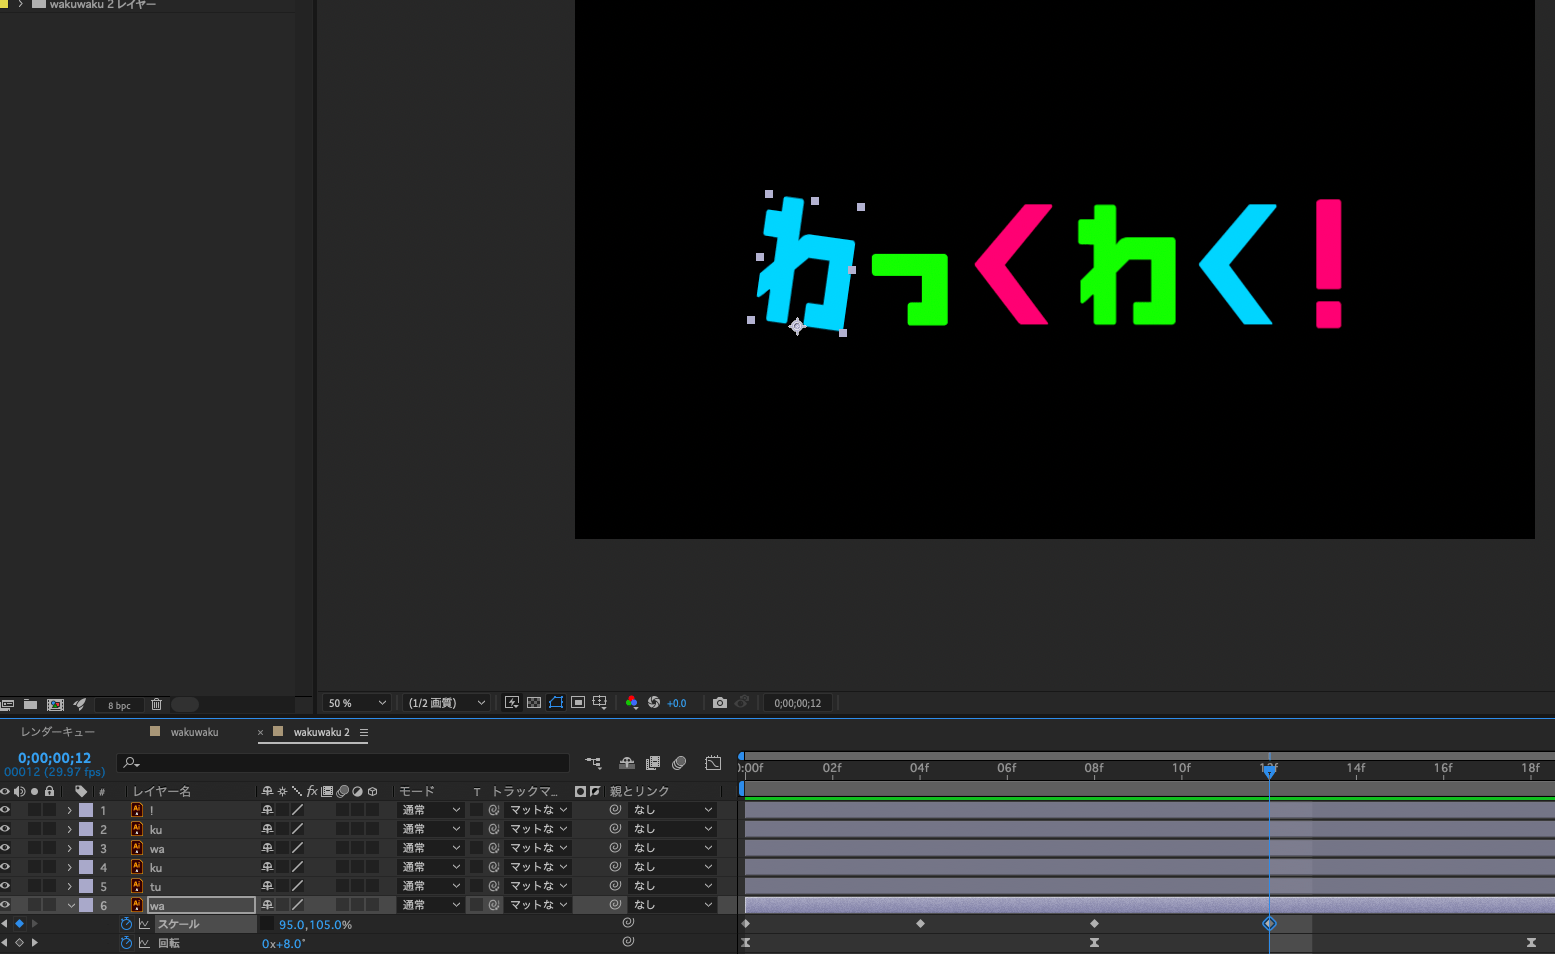 wakuwaku 2 レイヤー
わっくわく!
8 bpc
50 %
(1/2 画質)
+0.0
0;00;00;12
レンダーキュー
wakuwaku
× wakuwaku 2
0;00;00;12
00012 (29.97 fps)
:00f 02f 04f 06f 08f 10f 12f 14f 16f 18f
# レイヤー名 fx モード T トラックマ... 親とリンク
1 ! 通常 マットな なし
2 ku 通常 マットな なし
3 wa 通常 マットな なし
4 ku 通常 マットな なし
5 tu 通常 マットな なし
6 wa 通常 マットな なし
スケール 95.0,105.0%
回転 0x+8.0°